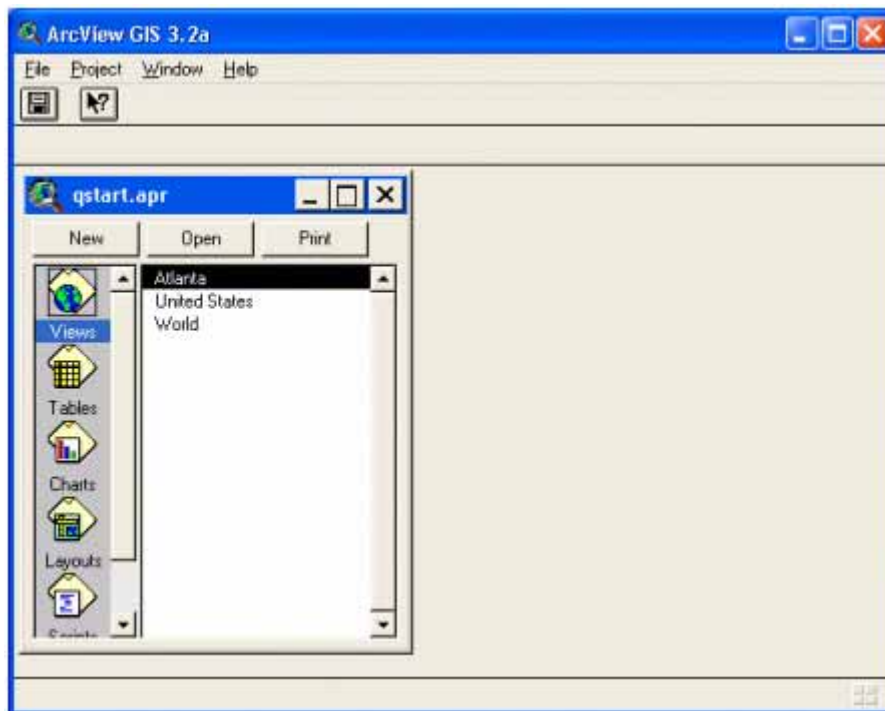 ArcView GIS 3.2a
File Project Window Help
qstart.apr
New Open Print
Views
Tables
Charts
Layouts
Scripts
Atlanta
United States
World